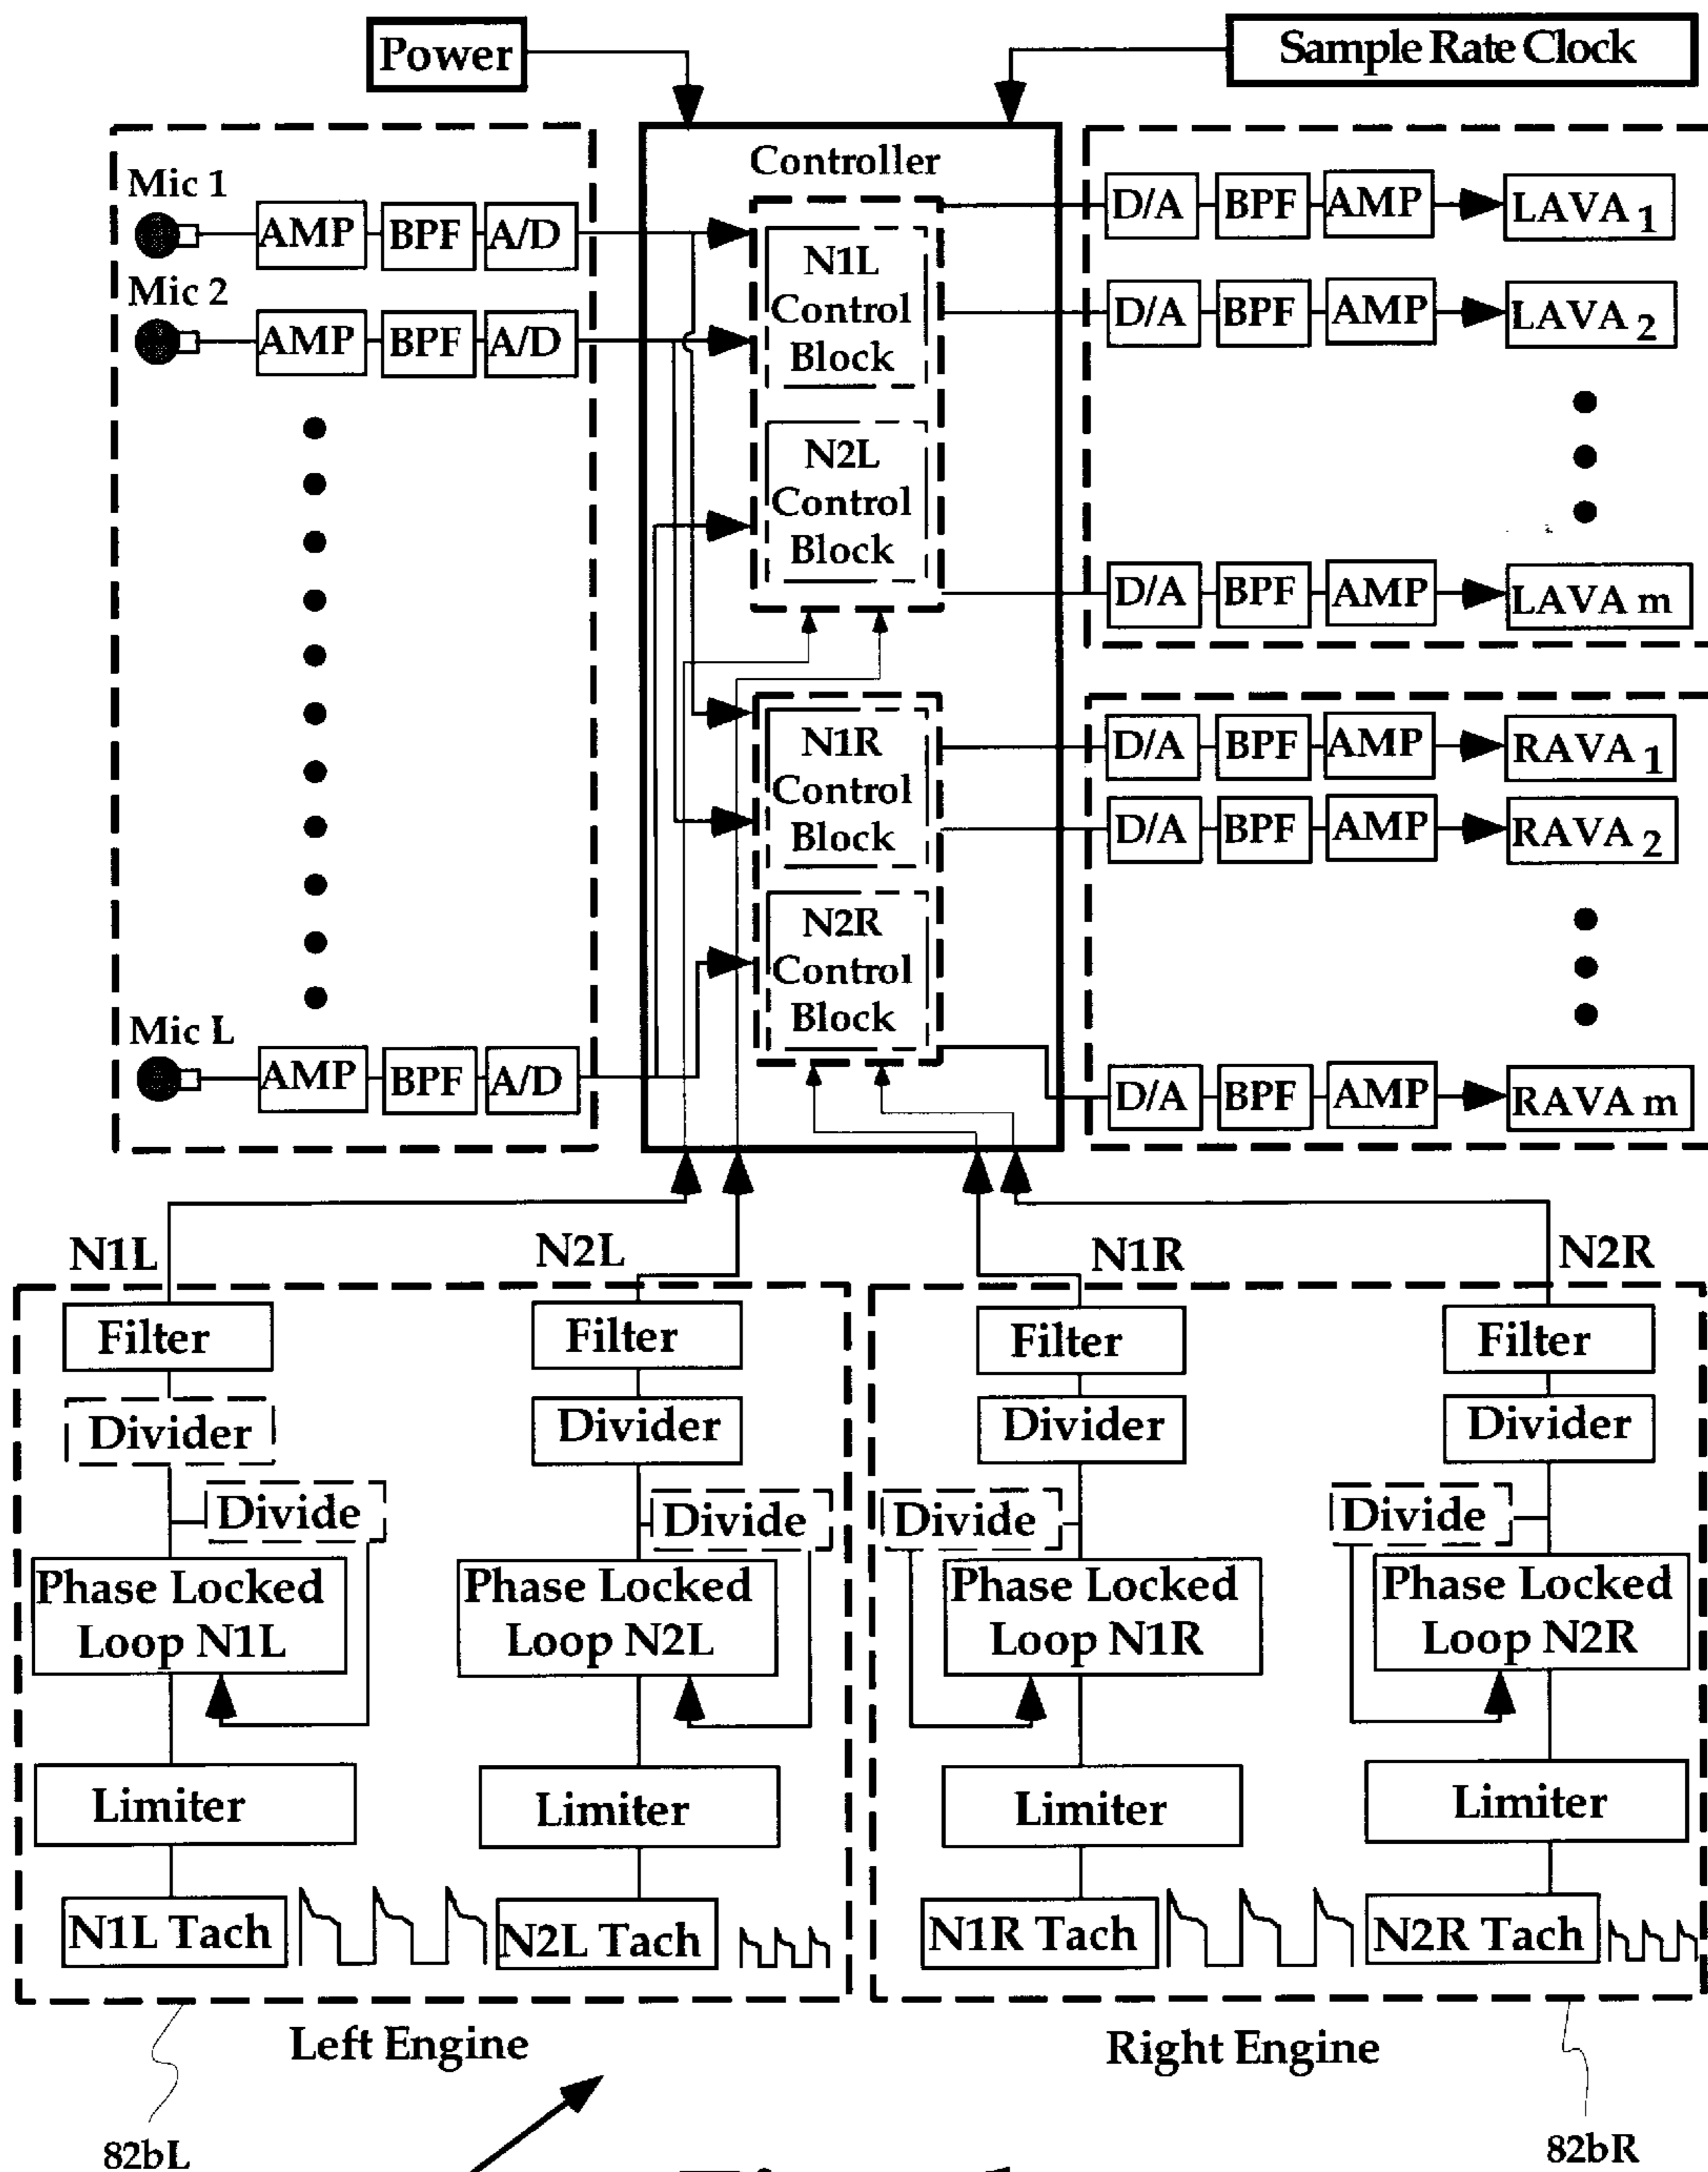 Power
Sample Rate Clock
Controller
Mic 1
AMP BPF A/D
Mic 2
AMP BPF A/D
Mic L
AMP BPF A/D
N1L
Control
Block
N2L
Control
Block
N1R
Control
Block
N2R
Control
Block
D/A BPF AMP LAVA 1
D/A BPF AMP LAVA 2
D/A BPF AMP LAVA m
D/A BPF AMP RAVA 1
D/A BPF AMP RAVA 2
D/A BPF AMP RAVA m
N1L
Filter
Divider
Divide
Phase Locked
Loop N1L
Limiter
N1L Tach
N2L
Filter
Divider
Divide
Phase Locked
Loop N2L
Limiter
N2L Tach
Left Engine
82bL
N1R
Filter
Divider
Divide
Phase Locked
Loop N1R
Limiter
N1R Tach
N2R
Filter
Divider
Divide
Phase Locked
Loop N2R
Limiter
N2R Tach
Right Engine
82bR